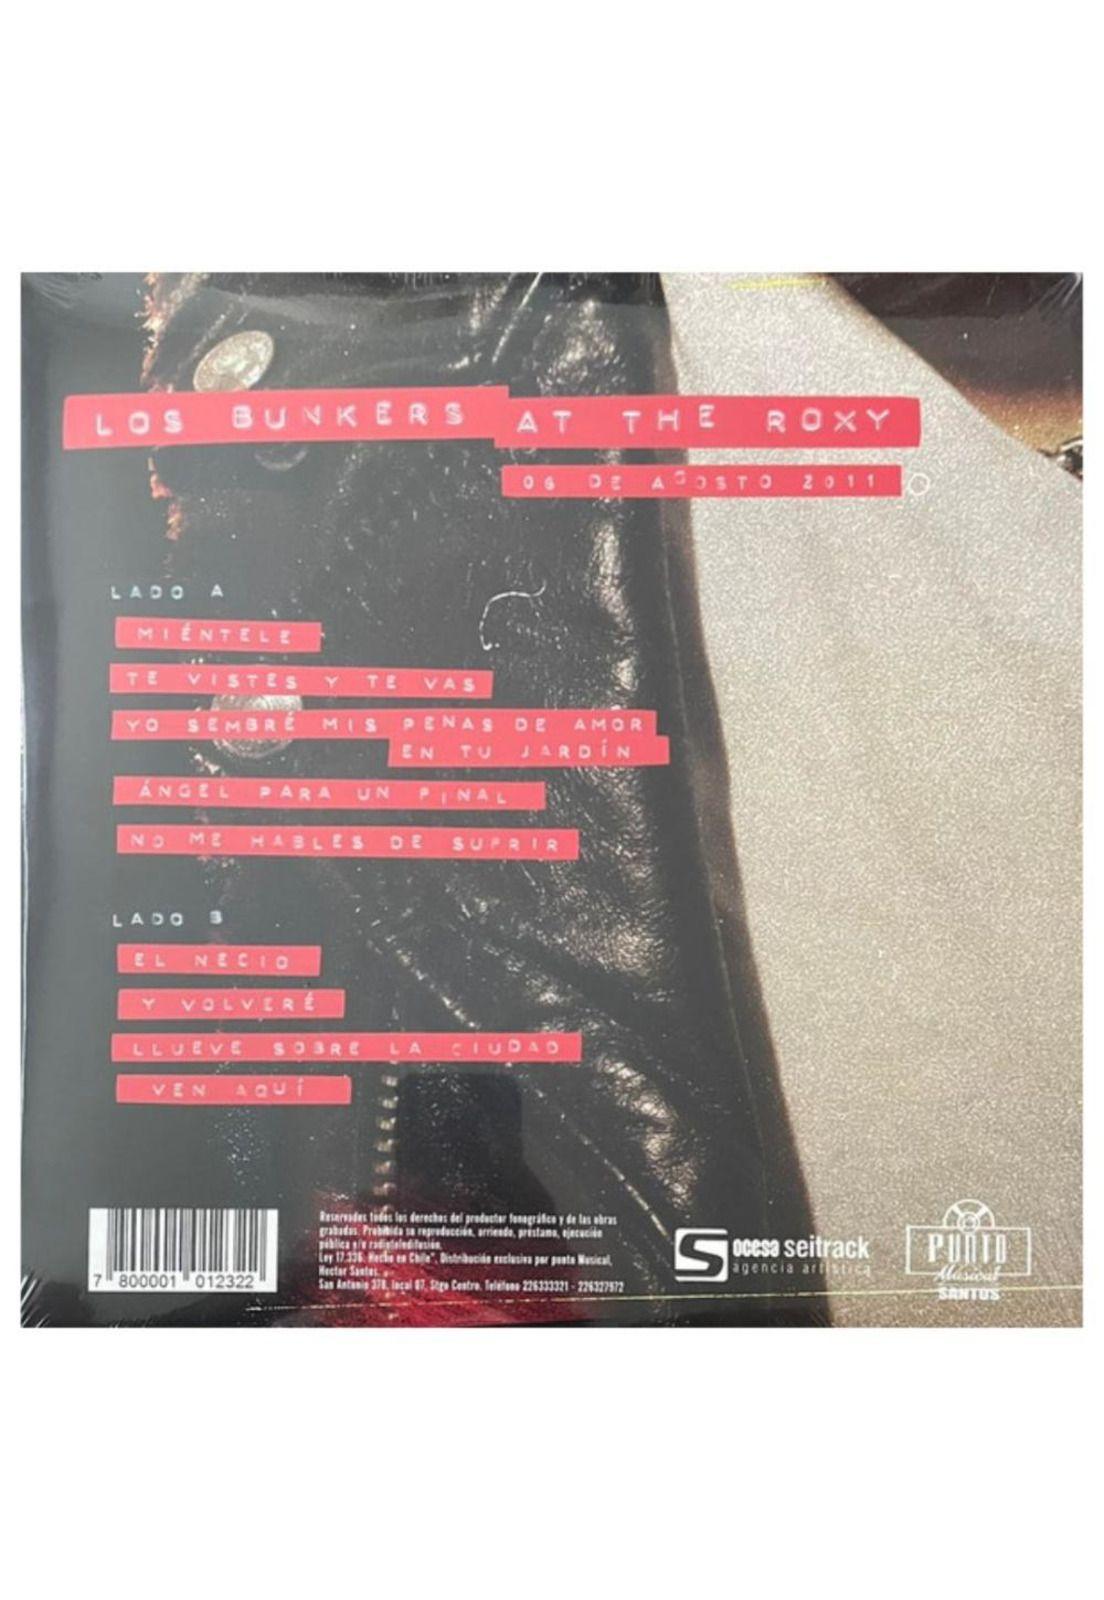 LOS BUNKERS AT THE ROXY
06 DE AGOSTO 2011
LADO A
MIÉNTELE
TE VISTES Y TE VAS
YO SEMBRÉ MIS PENAS DE AMOR
EN TU JARDÍN
ÁNGEL PARA UN FINAL
NO ME HABLES DE SUFRIR
LADO B
EL NECIO
Y VOLVERÉ
LLUEVE SOBRE LA CIUDAD
VEN AQUÍ
7 800001 012322
Reservados todos los derechos del productor fonográfico y de las obras
grabadas. Prohibida su reproducción, arriendo, préstamo, ejecución
pública y/o radioteledifusión.
Ley 17.336. Hecho en Chile", Distribución exclusiva por punto Musical,
Hector Santos.
San Antonio 378, local 07, Stgo Centro. Teléfono 226333321 - 226327972
ocesa seitrack
agencia artística
PUNTO
Musical
SANTOS